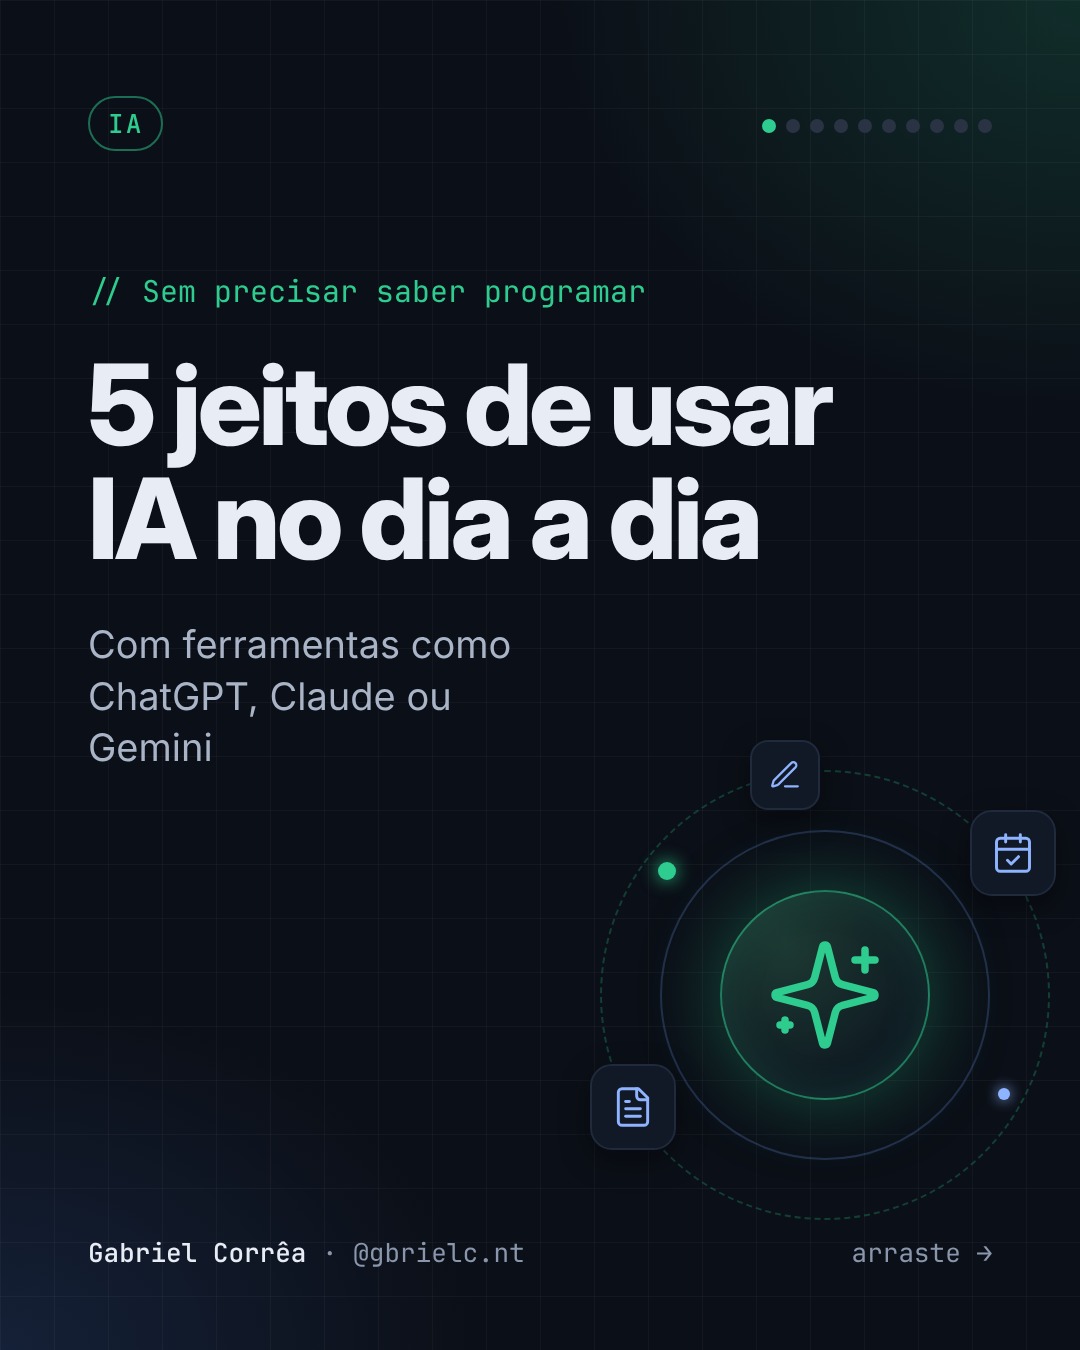 IA
// Sem precisar saber programar
5 jeitos de usar
IA no dia a dia
Com ferramentas como
ChatGPT, Claude ou
Gemini
Gabriel Corrêa · @gbrielc.nt
arraste →